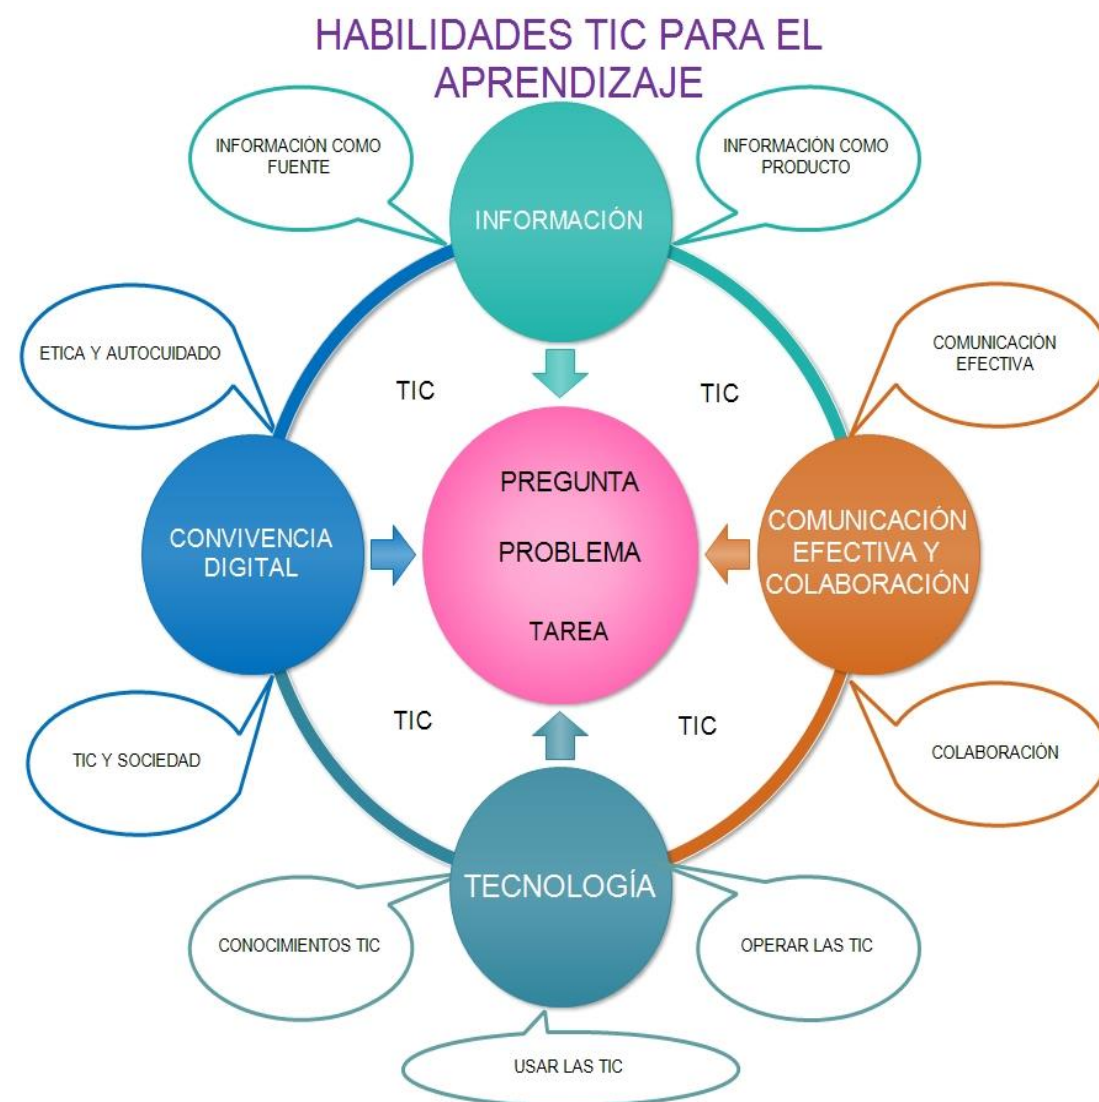 HABILIDADES TIC PARA EL
APRENDIZAJE
INFORMACIÓN COMO
FUENTE
INFORMACIÓN COMO
PRODUCTO
INFORMACIÓN
ETICA Y AUTOCUIDADO
COMUNICACIÓN
EFECTIVA
TIC
TIC
PREGUNTA
PROBLEMA
TAREA
CONVIVENCIA
DIGITAL
COMUNICACIÓN
EFECTIVA Y
COLABORACIÓN
TIC
TIC
TIC Y SOCIEDAD
COLABORACIÓN
TECNOLOGÍA
CONOCIMIENTOS TIC
OPERAR LAS TIC
USAR LAS TIC